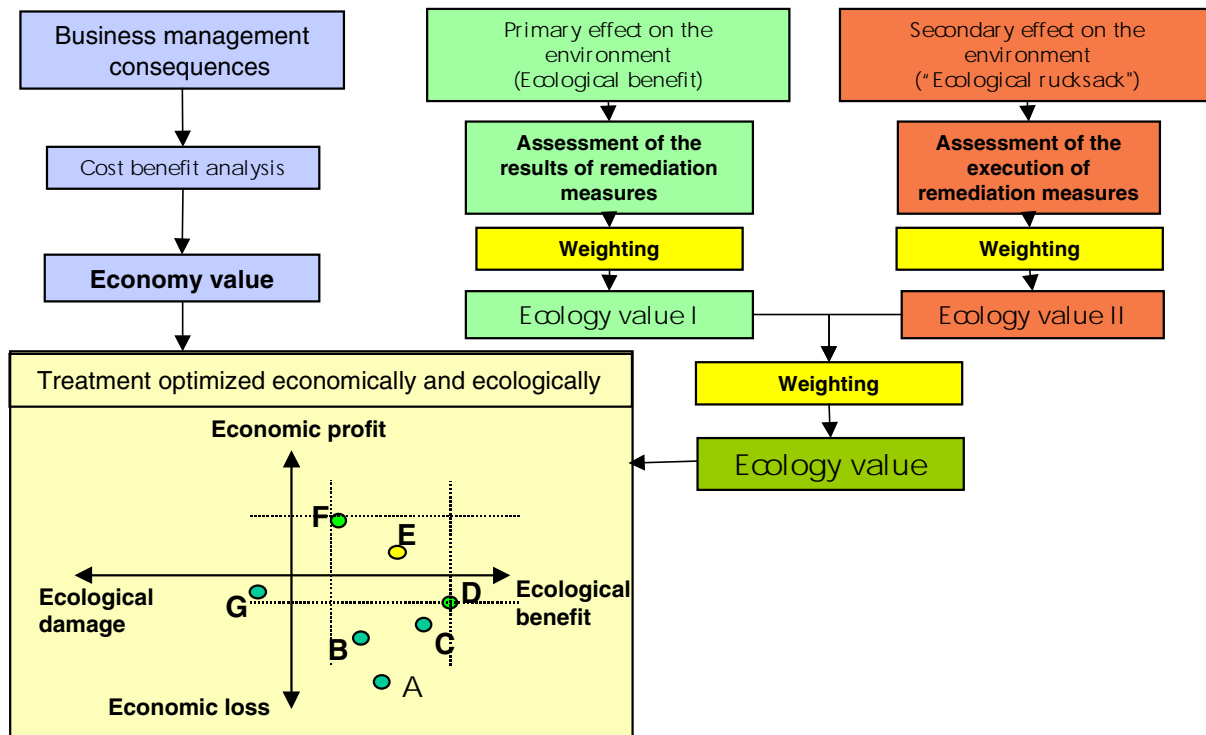 Business management
consequences
Primary effect on the
environment
(Ecological benefit)
Secondary effect on the
environment
("Ecological rucksack")
Cost benefit analysis
Assessment of the
results of remediation
measures
Assessment of the
execution of
remediation measures
Weighting
Weighting
Economy value
Ecology value I
Ecology value II
Weighting
Ecology value
Treatment optimized economically and ecologically
Economic profit
F
E
Ecological
damage
G
D
Ecological
benefit
B
C
A
Economic loss